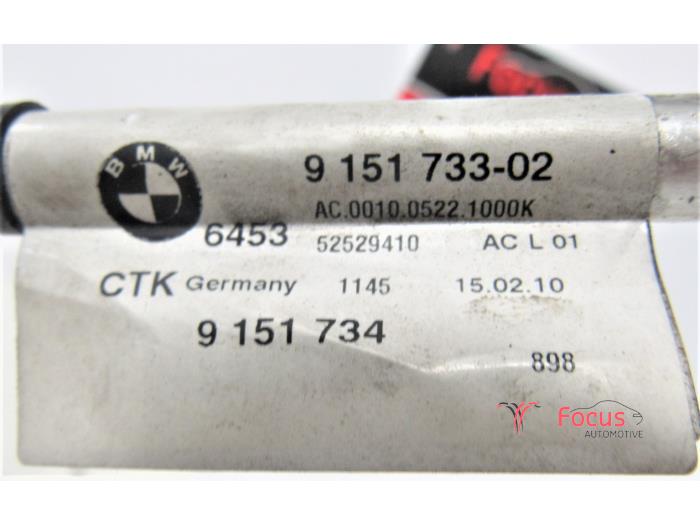 BMW
9 151 733-02
AC.0010.0522.1000K
6453 52529410 AC L 01
CTK Germany 1145 15.02.10
9 151 734
898
Focus
AUTOMOTIVE